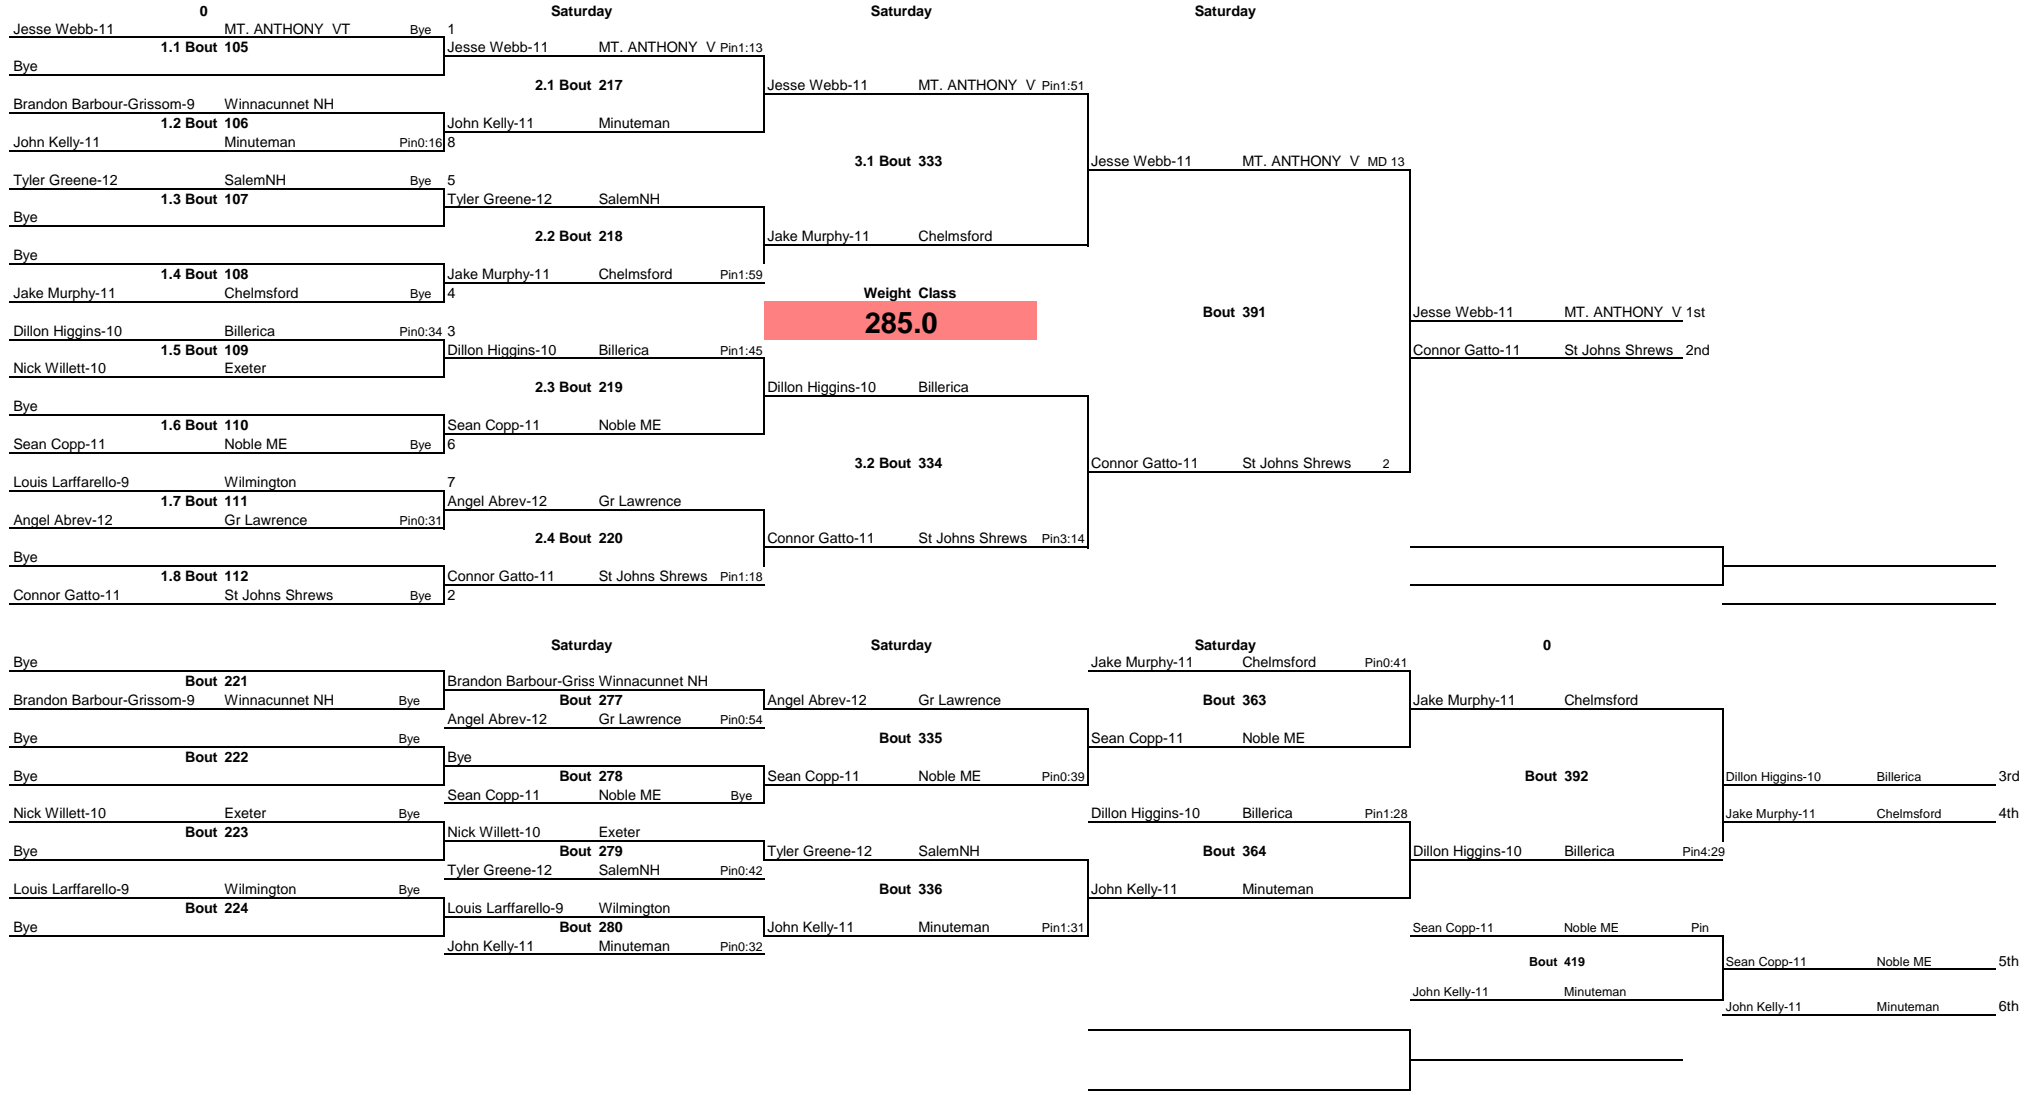 0 Saturday Saturday Saturday
Jesse Webb-11 MT. ANTHONY VT Bye 1
1.1 Bout 105 Jesse Webb-11 MT. ANTHONY V Pin1:13
Bye
2.1 Bout 217 Jesse Webb-11 MT. ANTHONY V Pin1:51
Brandon Barbour-Grissom-9 Winnacunnet NH
1.2 Bout 106 John Kelly-11 Minuteman
John Kelly-11 Minuteman Pin0:16 8
3.1 Bout 333 Jesse Webb-11 MT. ANTHONY V MD 13
Tyler Greene-12 SalemNH Bye 5
1.3 Bout 107 Tyler Greene-12 SalemNH
Bye
2.2 Bout 218 Jake Murphy-11 Chelmsford
Bye
1.4 Bout 108 Jake Murphy-11 Chelmsford Pin1:59
Jake Murphy-11 Chelmsford Bye 4 Weight Class
285.0 Bout 391 Jesse Webb-11 MT. ANTHONY V 1st
Dillon Higgins-10 Billerica Pin0:34 3
1.5 Bout 109 Dillon Higgins-10 Billerica Pin1:45 Connor Gatto-11 St Johns Shrews 2nd
Nick Willett-10 Exeter
2.3 Bout 219 Dillon Higgins-10 Billerica
Bye
1.6 Bout 110 Sean Copp-11 Noble ME
Sean Copp-11 Noble ME Bye 6
3.2 Bout 334 Connor Gatto-11 St Johns Shrews 2
Louis Larffarello-9 Wilmington 7
1.7 Bout 111 Angel Abrev-12 Gr Lawrence
Angel Abrev-12 Gr Lawrence Pin0:31
2.4 Bout 220 Connor Gatto-11 St Johns Shrews Pin3:14
Bye
1.8 Bout 112 Connor Gatto-11 St Johns Shrews Pin1:18
Connor Gatto-11 St Johns Shrews Bye 2
Saturday Saturday Saturday 0
Bye Jake Murphy-11 Chelmsford Pin0:41
Bout 221 Brandon Barbour-Gris Winnacunnet NH
Brandon Barbour-Grissom-9 Winnacunnet NH Bye Bout 277 Angel Abrev-12 Gr Lawrence Bout 363 Jake Murphy-11 Chelmsford
Angel Abrev-12 Gr Lawrence Pin0:54
Bye Bye Bout 335 Sean Copp-11 Noble ME
Bout 222 Bye
Bye Bout 278 Sean Copp-11 Noble ME Pin0:39 Bout 392 Dillon Higgins-10 Billerica 3rd
Sean Copp-11 Noble ME Bye
Nick Willett-10 Exeter Bye Dillon Higgins-10 Billerica Pin1:28 Jake Murphy-11 Chelmsford 4th
Bout 223 Nick Willett-10 Exeter
Bye Bout 279 Tyler Greene-12 SalemNH Bout 364 Dillon Higgins-10 Billerica Pin4:29
Tyler Greene-12 SalemNH Pin0:42
Louis Larffarello-9 Wilmington Bye Bout 336 John Kelly-11 Minuteman
Bout 224 Louis Larffarello-9 Wilmington
Bye Bout 280 John Kelly-11 Minuteman Pin1:31 Sean Copp-11 Noble ME Pin
John Kelly-11 Minuteman Pin0:32
Bout 419 Sean Copp-11 Noble ME 5th
John Kelly-11 Minuteman
John Kelly-11 Minuteman 6th